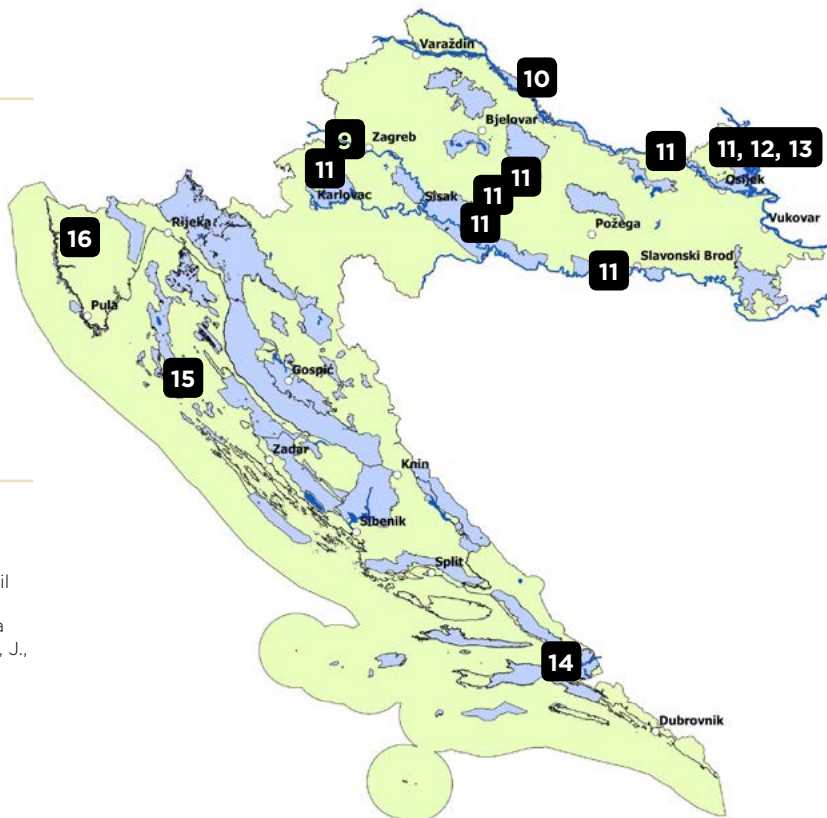 Varaždin
10
Bjelovar
9
Zagreb
11
11, 12, 13
11
Karlovac
Sisak
11
11
Osijek
11
Vukovar
Požega
16
Rijeka
Slavonski Brod
11
Pula
15
Gospić
Zadar
Knin
Šibenik
il
Split
a
, J.,
14
Dubrovnik